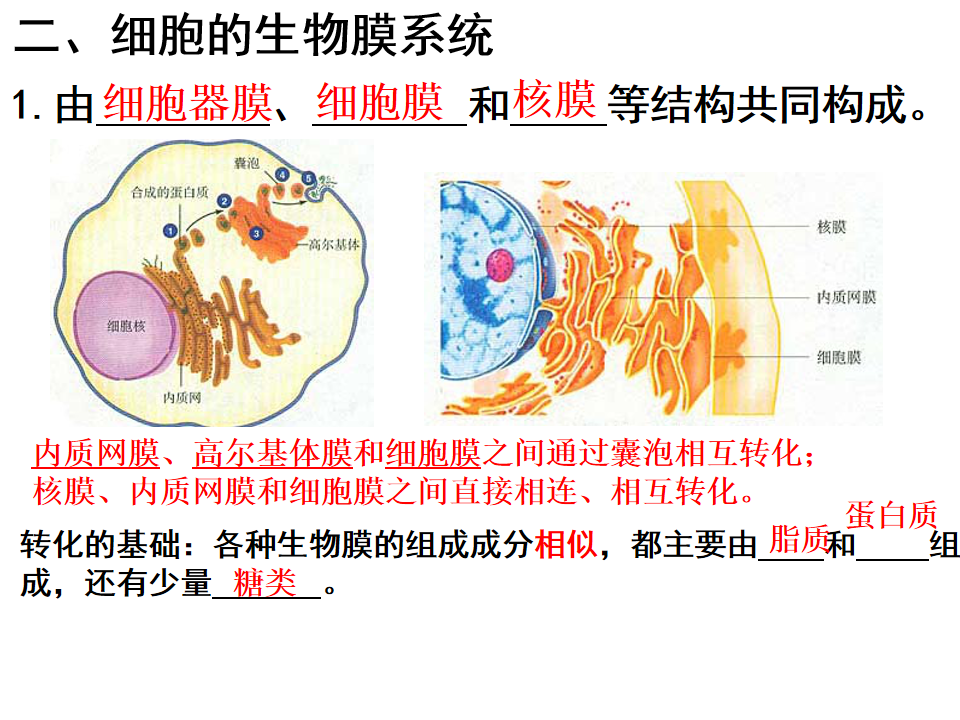 二、细胞的生物膜系统
1.由细胞器膜、细胞膜和核膜等结构共同构成。
囊泡
合成的蛋白质
1
2
3
4
5
高尔基体
细胞核
内质网
核膜
内质网膜
细胞膜
内质网膜、高尔基体膜和细胞膜之间通过囊泡相互转化；
核膜、内质网膜和细胞膜之间直接相连、相互转化。
转化的基础：各种生物膜的组成成分相似，都主要由脂质和蛋白质组
成，还有少量糖类。